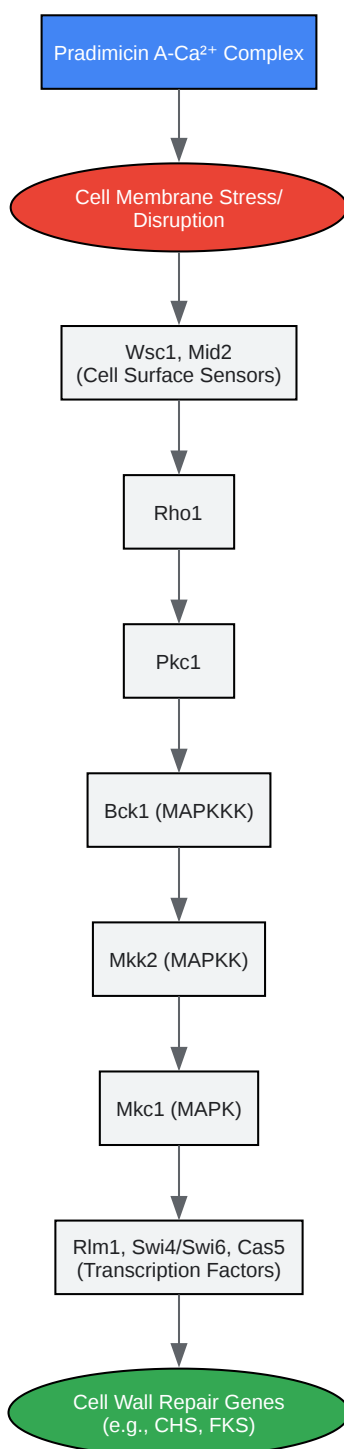 Pradimicin A-Ca²⁺ Complex
Cell Membrane Stress/
Disruption
Wsc1, Mid2
(Cell Surface Sensors)
Rho1
Pkc1
Bck1 (MAPKKK)
Mkk2 (MAPKK)
Mkc1 (MAPK)
Rlm1, Swi4/Swi6, Cas5
(Transcription Factors)
Cell Wall Repair Genes
(e.g., CHS, FKS)